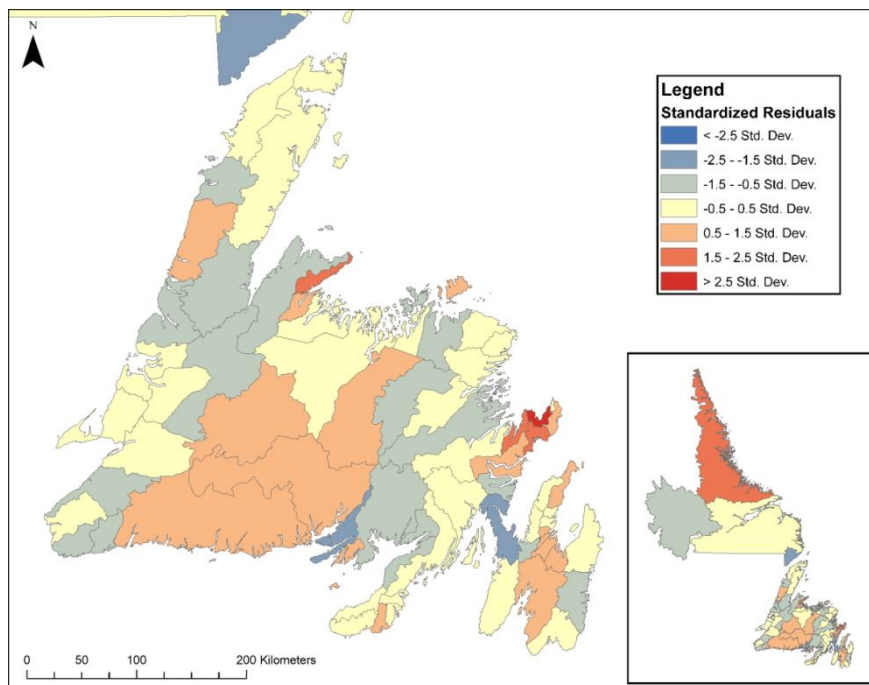 N
Legend
Standardized Residuals
< -2.5 Std. Dev.
-2.5 - -1.5 Std. Dev.
-1.5 - -0.5 Std. Dev.
-0.5 - 0.5 Std. Dev.
0.5 - 1.5 Std. Dev.
1.5 - 2.5 Std. Dev.
> 2.5 Std. Dev.
0 50 100 200 Kilometers